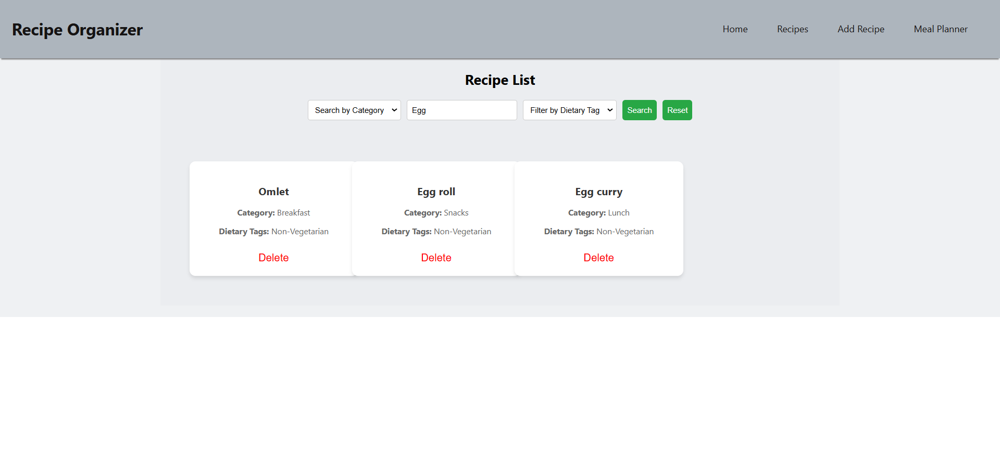 Recipe Organizer
Home Recipes Add Recipe Meal Planner
Recipe List
Search by Category Egg Filter by Dietary Tag Search Reset
Omlet
Category: Breakfast
Dietary Tags: Non-Vegetarian
Delete
Egg roll
Category: Snacks
Dietary Tags: Non-Vegetarian
Delete
Egg curry
Category: Lunch
Dietary Tags: Non-Vegetarian
Delete